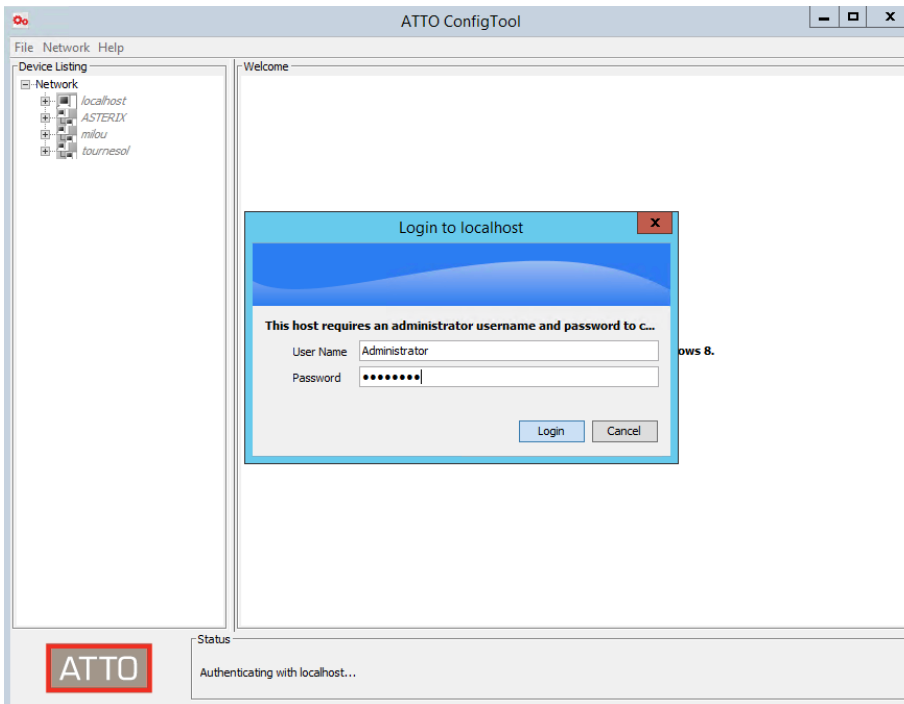 ATTO ConfigTool
File Network Help
Device Listing
Welcome
Network
localhost
ASTERIX
milou
tournesol
Login to localhost
This host requires an administrator username and password to c...
User Name Administrator
ows 8.
Password ••••••••
Login Cancel
Status
ATTO
Authenticating with localhost...